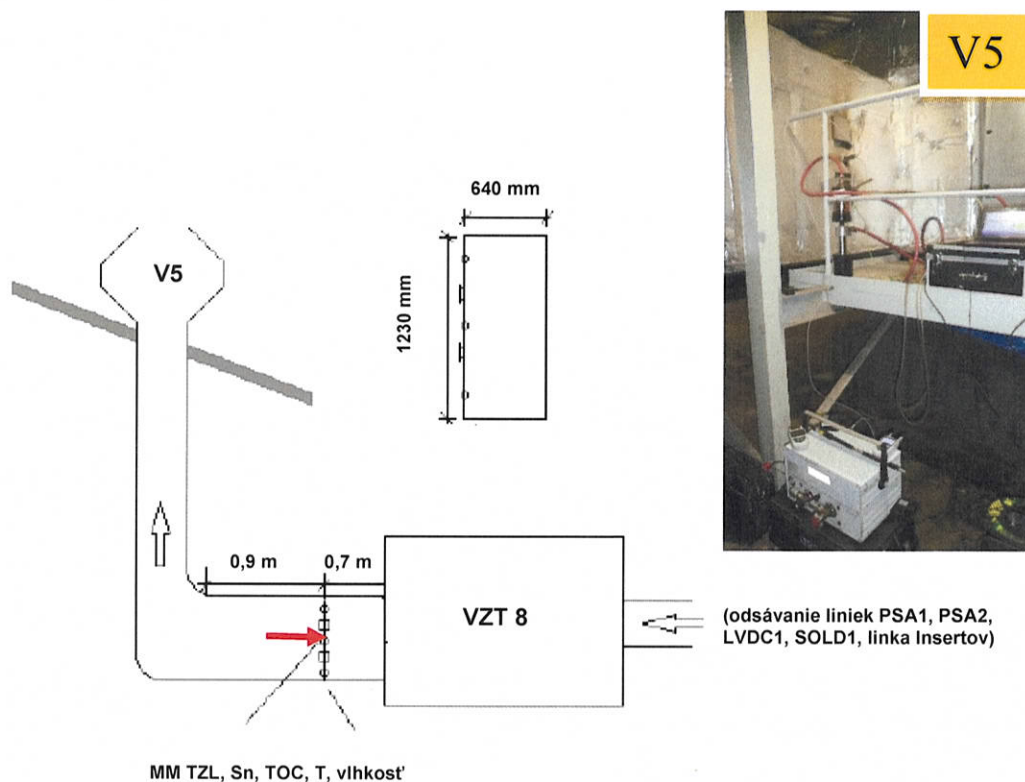 V5
640 mm
1230 mm
V5
0,9 m
0,7 m
VZT 8
(odsávanie liniek PSA1, PSA2,
LVDC1, SOLD1, linka Insertov)
MM TZL, Sn, TOC, T, vlhkosť